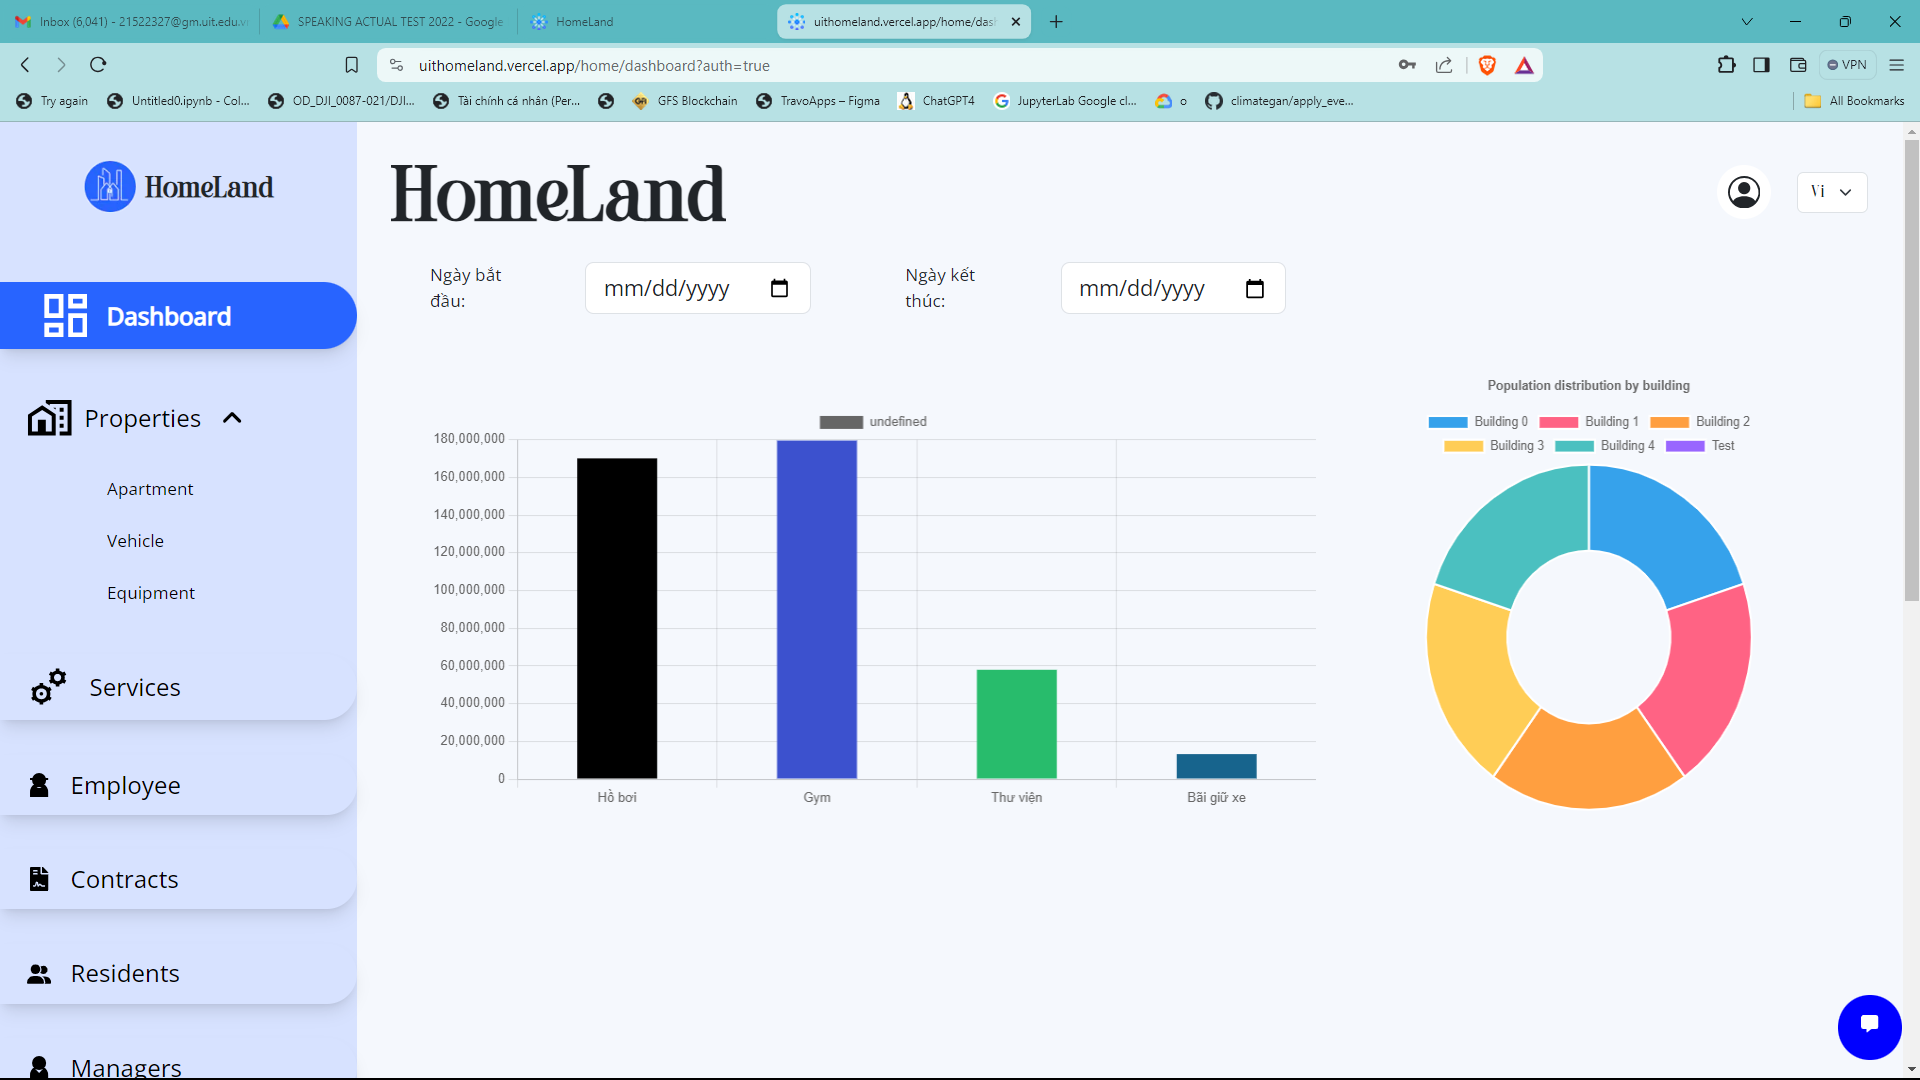 Inbox (6,041) - 21522327@gm.uit.edu.v
SPEAKING ACTUAL TEST 2022 - Google
HomeLand
uithomeland.vercel.app/home/das
uithomeland.vercel.app/home/dashboard?auth=true
VPN
Try again
Untitled0.ipynb - Col...
OD_DJI_0087-021/DJI...
Tài chính cá nhân (Per...
GFS Blockchain
TravoApps – Figma
ChatGPT4
JupyterLab Google cl...
o
climategan/apply_eve...
All Bookmarks
HomeLand
Dashboard
Properties
Apartment
Vehicle
Equipment
Services
Employee
Contracts
Residents
Managers
HomeLand
Vi
Ngày bắt
đầu:
mm/dd/yyyy
Ngày kết
thúc:
mm/dd/yyyy
undefined
180,000,000
160,000,000
140,000,000
120,000,000
100,000,000
80,000,000
60,000,000
40,000,000
20,000,000
0
Hồ bơi
Gym
Thư viện
Bãi giữ xe
Population distribution by building
Building 0
Building 1
Building 2
Building 3
Building 4
Test